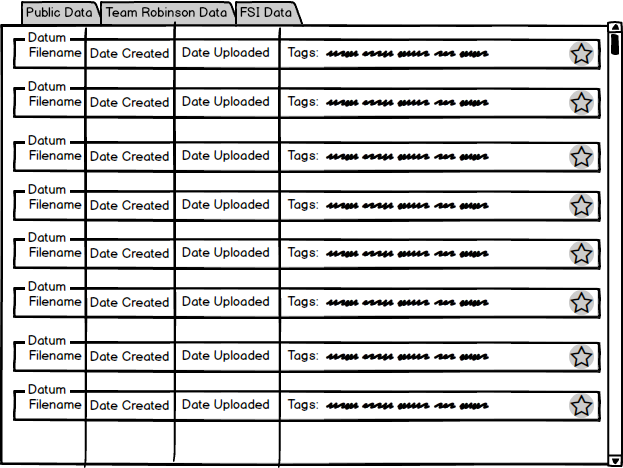 Public Data Team Robinson Data FSI Data
Datum
Filename Date Created Date Uploaded Tags:
Datum
Filename Date Created Date Uploaded Tags:
Datum
Filename Date Created Date Uploaded Tags:
Datum
Filename Date Created Date Uploaded Tags:
Datum
Filename Date Created Date Uploaded Tags:
Datum
Filename Date Created Date Uploaded Tags:
Datum
Filename Date Created Date Uploaded Tags:
Datum
Filename Date Created Date Uploaded Tags: